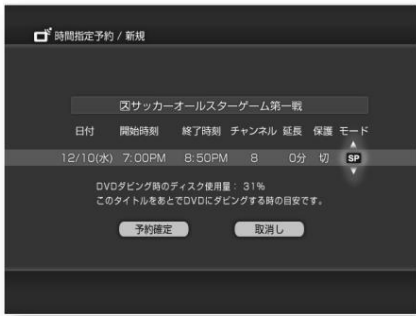 時間指定予約 / 新規
図サッカーオールスターゲーム第一戦
日付 開始時刻 終了時刻 チャンネル 延長 保護 モード
12/10(水) 7:00PM 8:50PM 8 0分 切 SP
DVDダビング時のディスク使用量： 31%
このタイトルをあとでDVDにダビングする時の目安です。
予約確定 取消し